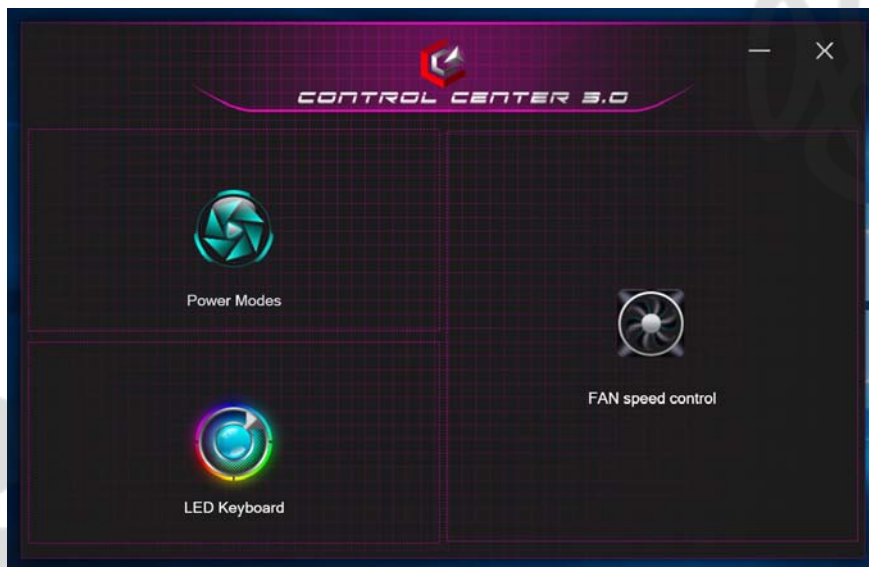 CONTROL CENTER 3.0
Power Modes
FAN speed control
LED Keyboard